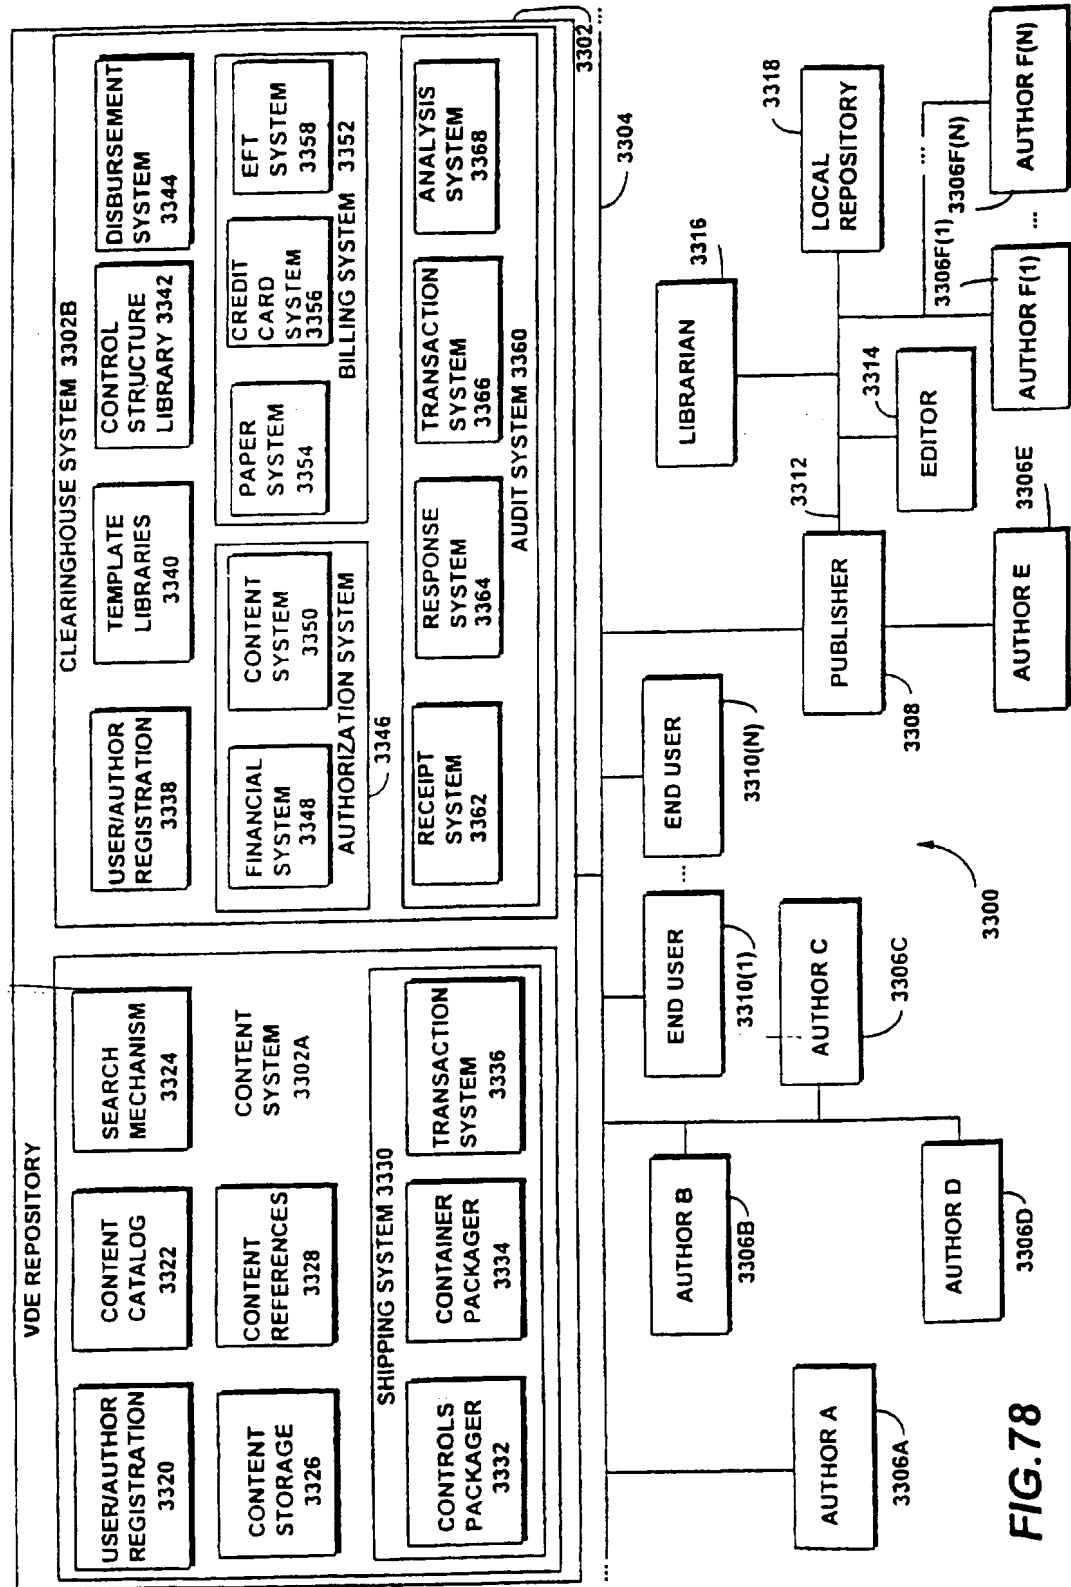 VDE REPOSITORY
USER/AUTHOR
REGISTRATION
3320
CONTENT
CATALOG
3322
SEARCH
MECHANISM
3324
CONTENT
STORAGE
3326
CONTENT
REFERENCES
3328
CONTENT
SYSTEM
3302A
SHIPPING SYSTEM 3330
CONTROLS
PACKAGER
3332
CONTAINER
PACKAGER
3334
TRANSACTION
SYSTEM
3336
CLEARINGHOUSE SYSTEM 3302B
USER/AUTHOR
REGISTRATION
3338
TEMPLATE
LIBRARIES
3340
CONTROL
STRUCTURE
LIBRARY 3342
DISBURSEMENT
SYSTEM
3344
FINANCIAL
SYSTEM
3348
CONTENT
SYSTEM
3350
AUTHORIZATION SYSTEM
3346
PAPER
SYSTEM
3354
CREDIT
CARD
SYSTEM
3356
EFT
SYSTEM
3358
BILLING SYSTEM 3352
RECEIPT
SYSTEM
3362
RESPONSE
SYSTEM
3364
TRANSACTION
SYSTEM
3366
ANALYSIS
SYSTEM
3368
AUDIT SYSTEM 3360
3302
...
...
3304
AUTHOR A
3306A
AUTHOR B
3306B
AUTHOR C
3306C
AUTHOR D
3306D
END USER
3310(1)
...
END USER
3310(N)
3300
PUBLISHER
3308
3312
AUTHOR E
3306E
LIBRARIAN
3316
EDITOR
3314
LOCAL
REPOSITORY
3318
...
3306F(1)
3306F(N)
AUTHOR F(1)
...
AUTHOR F(N)
FIG.78